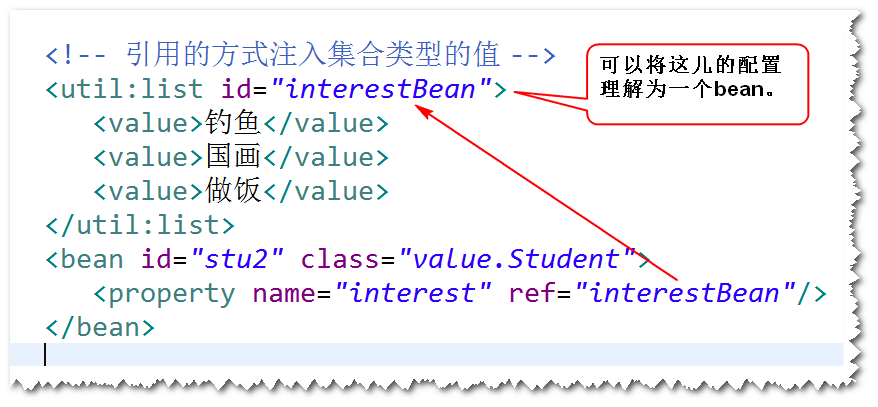 <!-- 引用的方式注入集合类型的值 -->
<util:list id="interestBean">
<value>钓鱼</value>
<value>国画</value>
<value>做饭</value>
</util:list>
<bean id="stu2" class="value.Student">
<property name="interest" ref="interestBean"/>
</bean>
可以将这儿的配置
理解为一个bean。